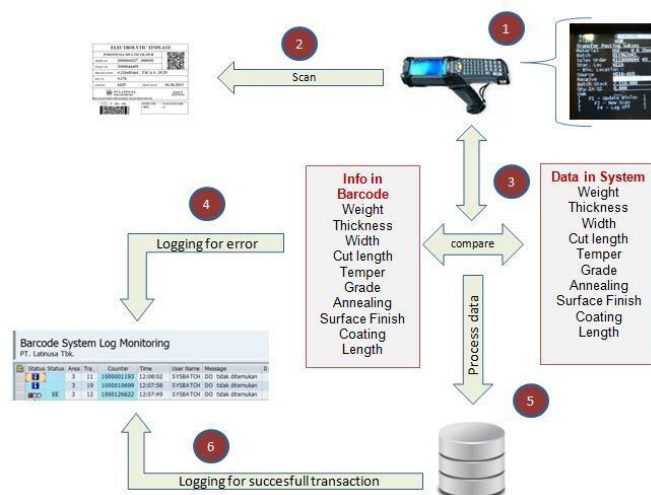 1
2
Scan
ELECTROLYTIC TINPLATE
3
Info in
Barcode
Weight
Thickness
Width
Cut length
Temper
Grade
Annealing
Surface Finish
Coating
Length
compare
Data in System
Weight
Thickness
Width
Cut length
Temper
Grade
Annealing
Surface Finish
Coating
Length
4
Logging for error
Process data
Barcode System Log Monitoring
PT. Latinusa Tbk.
Status Status Area Trs Counter Time User Name Message D
3 11 1000001193 12:08:02 SYSBATCH DO tidak ditemukan
3 19 1000010699 12:07:58 SYSBATCH DO tidak ditemukan
EE 3 12 1000126622 12:07:49 SYSBATCH DO tidak ditemukan
5
6
Logging for succesfull transaction